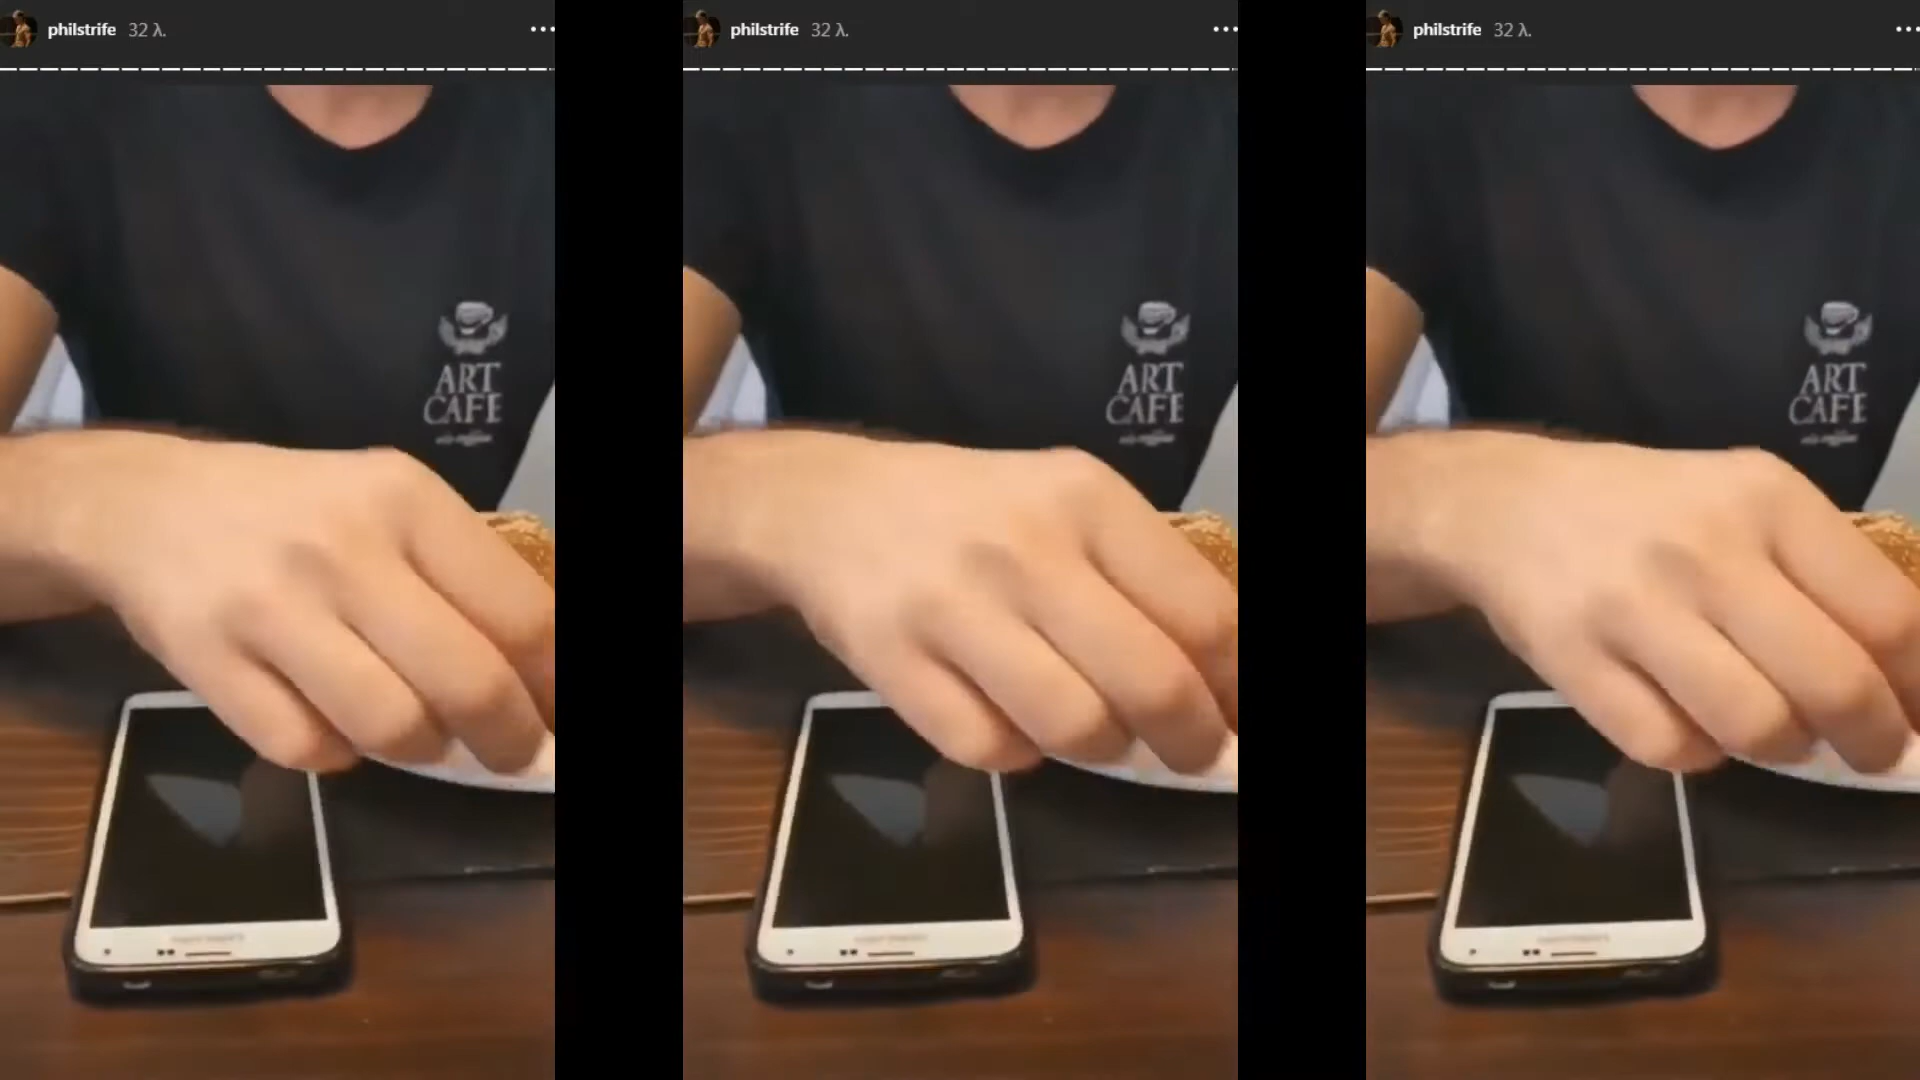 philstrife 32 λ.
ART
CAFE
philstrife 32 λ.
ART
CAFE
philstrife 32 λ.
ART
CAFE